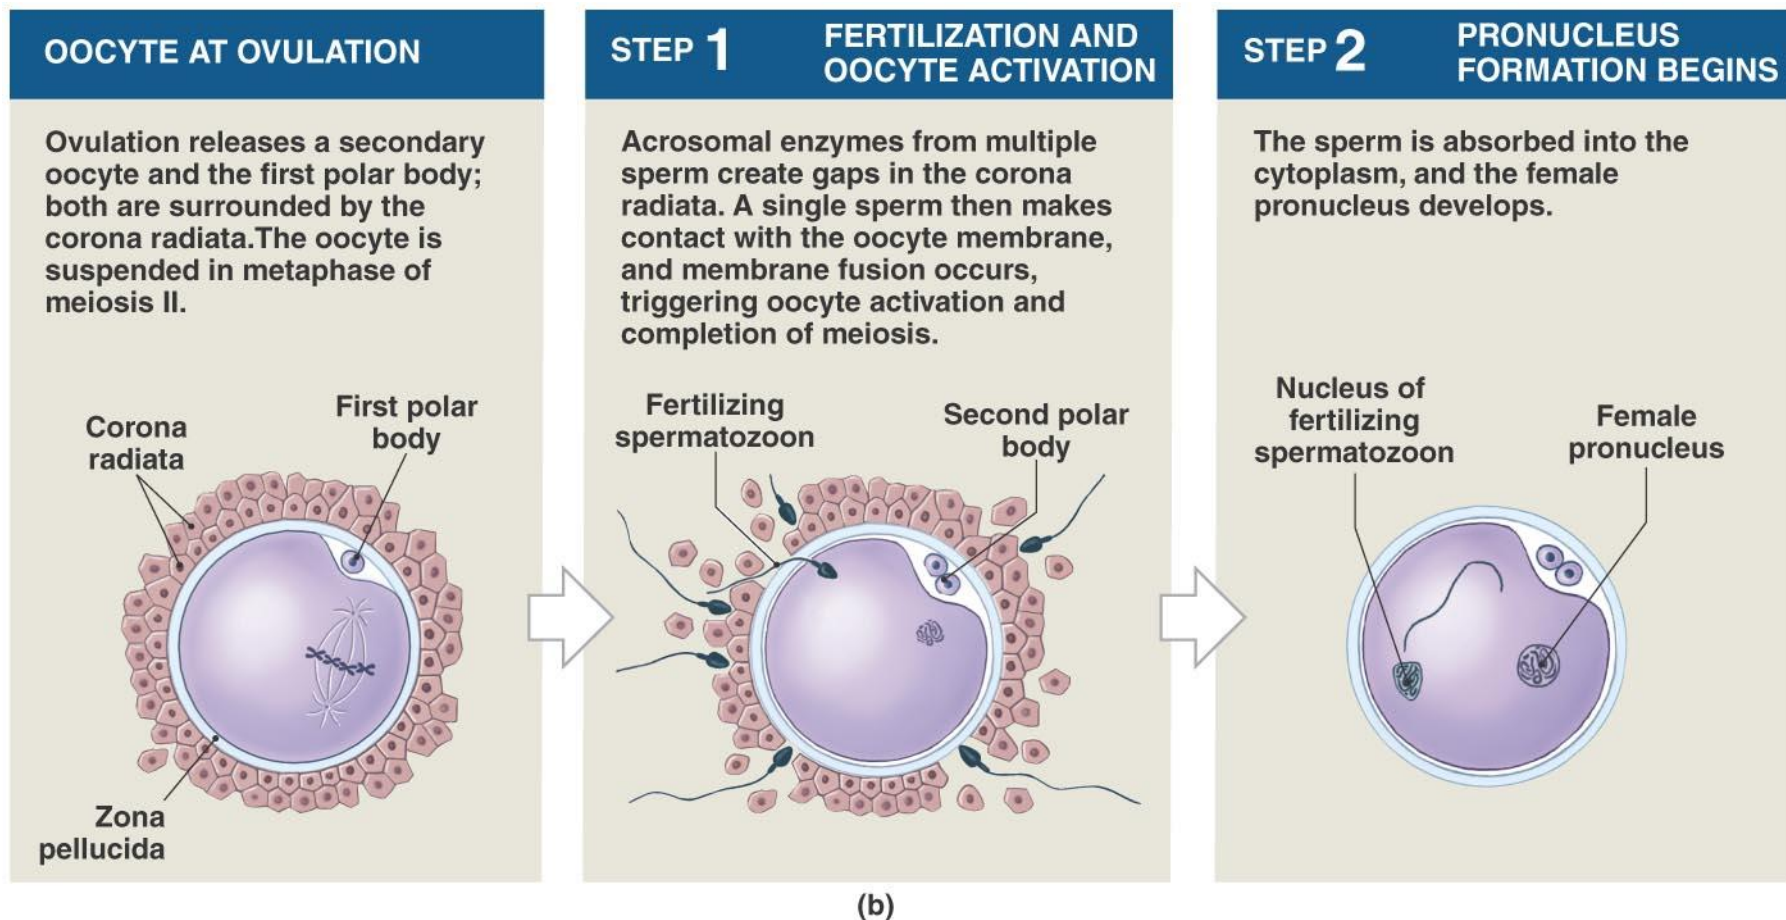 OOCYTE AT OVULATION
Ovulation releases a secondary
oocyte and the first polar body;
both are surrounded by the
corona radiata.The oocyte is
suspended in metaphase of
meiosis II.
Corona
radiata
First polar
body
Zona
pellucida
STEP 1
FERTILIZATION AND
OOCYTE ACTIVATION
Acrosomal enzymes from multiple
sperm create gaps in the corona
radiata. A single sperm then makes
contact with the oocyte membrane,
and membrane fusion occurs,
triggering oocyte activation and
completion of meiosis.
Fertilizing
spermatozoon
Second polar
body
STEP 2
PRONUCLEUS
FORMATION BEGINS
The sperm is absorbed into the
cytoplasm, and the female
pronucleus develops.
Nucleus of
fertilizing
spermatozoon
Female
pronucleus
(b)